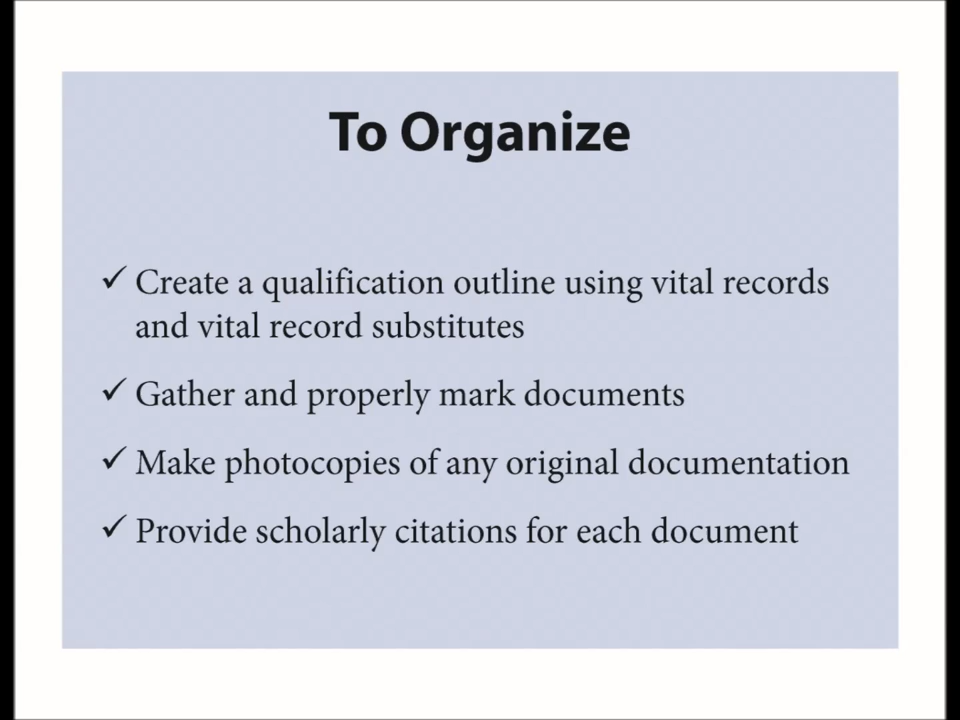 To Organize
✓ Create a qualification outline using vital records
and vital record substitutes
✓ Gather and properly mark documents
✓ Make photocopies of any original documentation
✓ Provide scholarly citations for each document